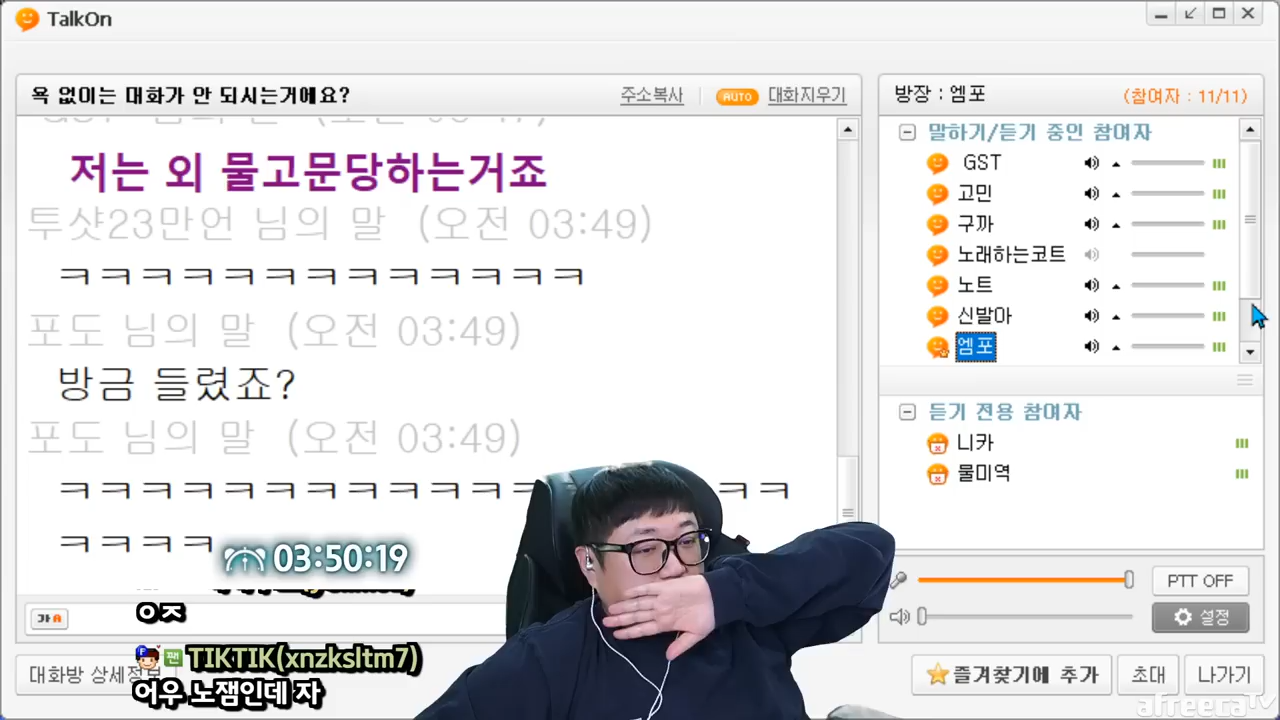 TalkOn
욕 없이는 대화가 안 되시는거에요?
주소복사
AUTO 대화지우기
저는 외 물고문당하는거죠
투샷23만언 님의 말 (오전 03:49)
ㅋㅋㅋㅋㅋㅋㅋㅋㅋㅋㅋㅋㅋ
포도 님의 말 (오전 03:49)
방금 들렸죠?
포도 님의 말 (오전 03:49)
ㅋㅋㅋㅋㅋㅋㅋㅋㅋㅋㅋㅋ ㅋㅋ
ㅋㅋㅋㅋ
03:50:19
가A
ㅇㅈ
F 팬 TIKTIK(xnzksltm7)
어우 노잼인데 자
대화방 상세정보
방장 : 엠포
(참여자 : 11/11)
말하기/듣기 중인 참여자
GST
고민
구까
노래하는코트
노트
신발아
엠포
듣기 전용 참여자
니카
물미역
PTT OFF
설정
즐겨찾기에 추가
초대
나가기
afreecaTV